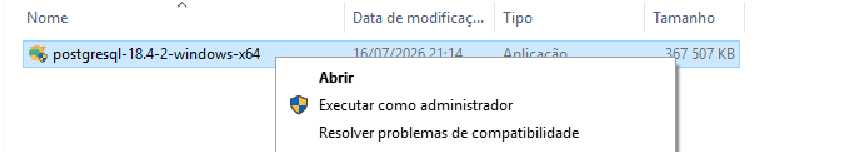 Nome Data de modificaç... Tipo Tamanho
postgresql-18.4-2-windows-x64 16/07/2026 21:14 Aplicação 367 507 KB
Abrir
Executar como administrador
Resolver problemas de compatibilidade